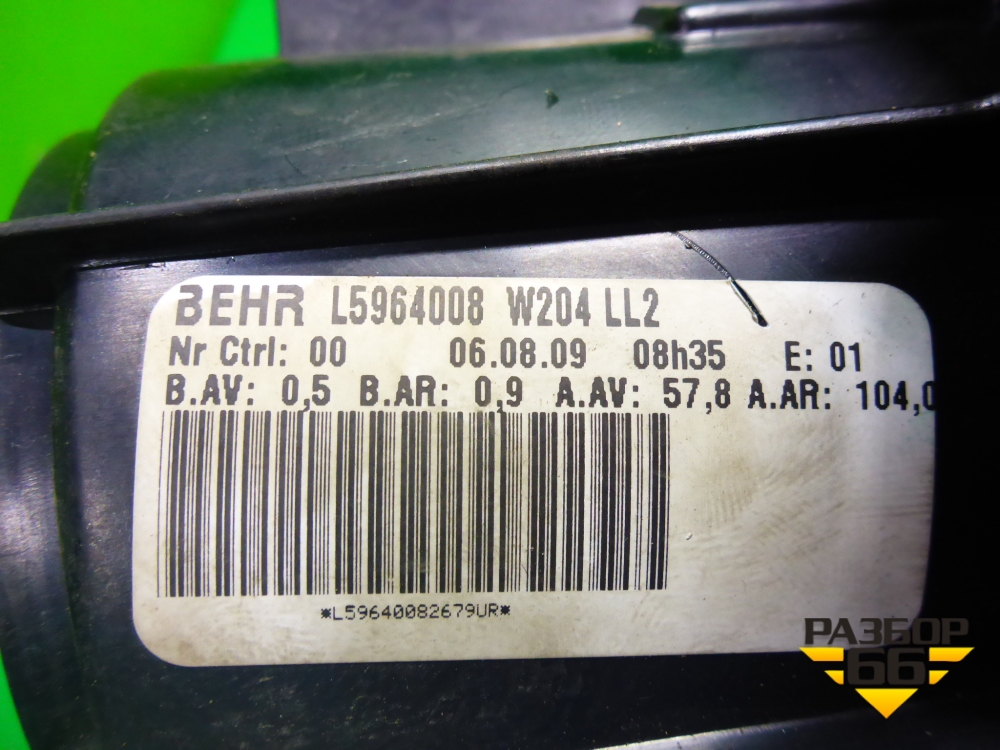 BEHR L5964008 W204 LL2
Nr Ctrl: 00 06.08.09 08h35 E: 01
B.AV: 0,5 B.AR: 0,9 A.AV: 57,8 A.AR: 104,0
*L59640082679UR*
РАЗБОР
66